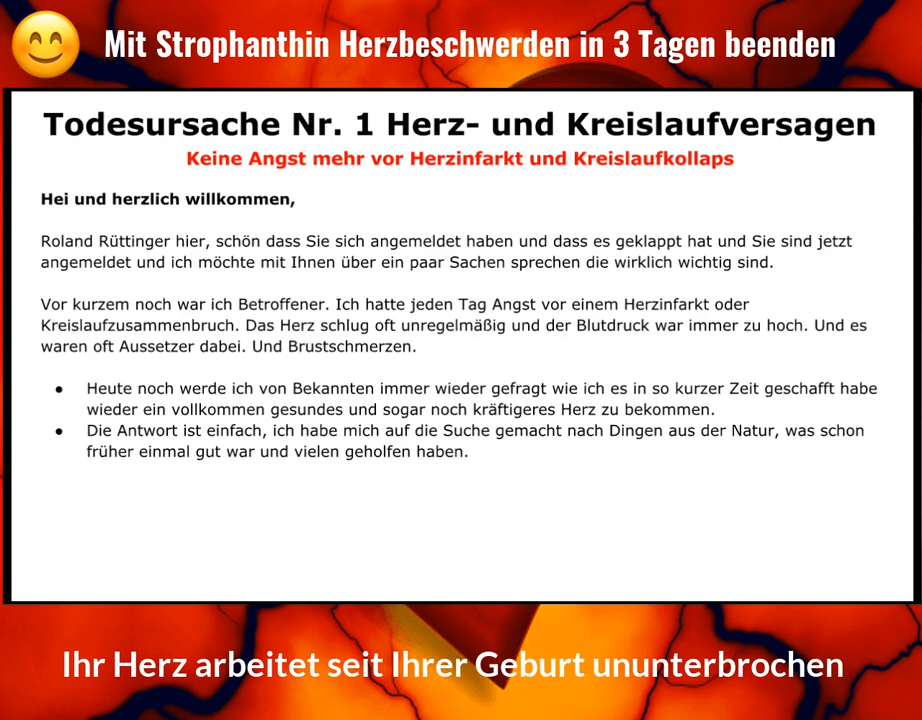 Mit Strophanthin Herzbeschwerden in 3 Tagen beenden
Todesursache Nr. 1 Herz- und Kreislaufversagen
Keine Angst mehr vor Herzinfarkt und Kreislaufkollaps
Hei und herzlich willkommen,
Roland Rüttinger hier, schön dass Sie sich angemeldet haben und dass es geklappt hat und Sie sind jetzt
angemeldet und ich möchte mit Ihnen über ein paar Sachen sprechen die wirklich wichtig sind.
Vor kurzem noch war ich Betroffener. Ich hatte jeden Tag Angst vor einem Herzinfarkt oder
Kreislaufzusammenbruch. Das Herz schlug oft unregelmäßig und der Blutdruck war immer zu hoch. Und es
waren oft Aussetzer dabei. Und Brustschmerzen.
● Heute noch werde ich von Bekannten immer wieder gefragt wie ich es in so kurzer Zeit geschafft habe
wieder ein vollkommen gesundes und sogar noch kräftigeres Herz zu bekommen.
● Die Antwort ist einfach, ich habe mich auf die Suche gemacht nach Dingen aus der Natur, was schon
früher einmal gut war und vielen geholfen haben.
Ihr Herz arbeitet seit Ihrer Geburt ununterbrochen